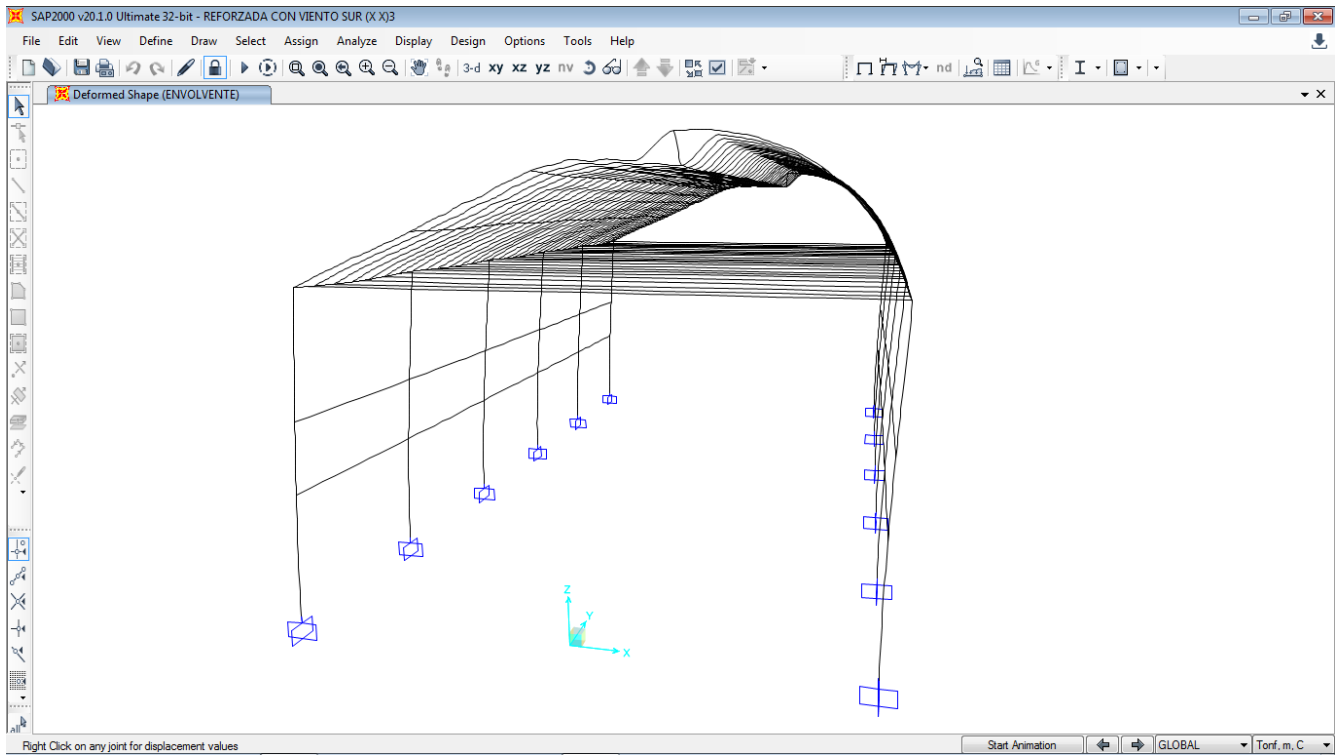 SAP2000 v20.1.0 Ultimate 32-bit - REFORZADA CON VIENTO SUR (X X)3
File Edit View Define Draw Select Assign Analyze Display Design Options Tools Help
3-d xy xz yz nv nd
Deformed Shape (ENVOLVENTE)
Z
Y
X
all
Right Click on any joint for displacement values Start Animation GLOBAL Tonf, m, C